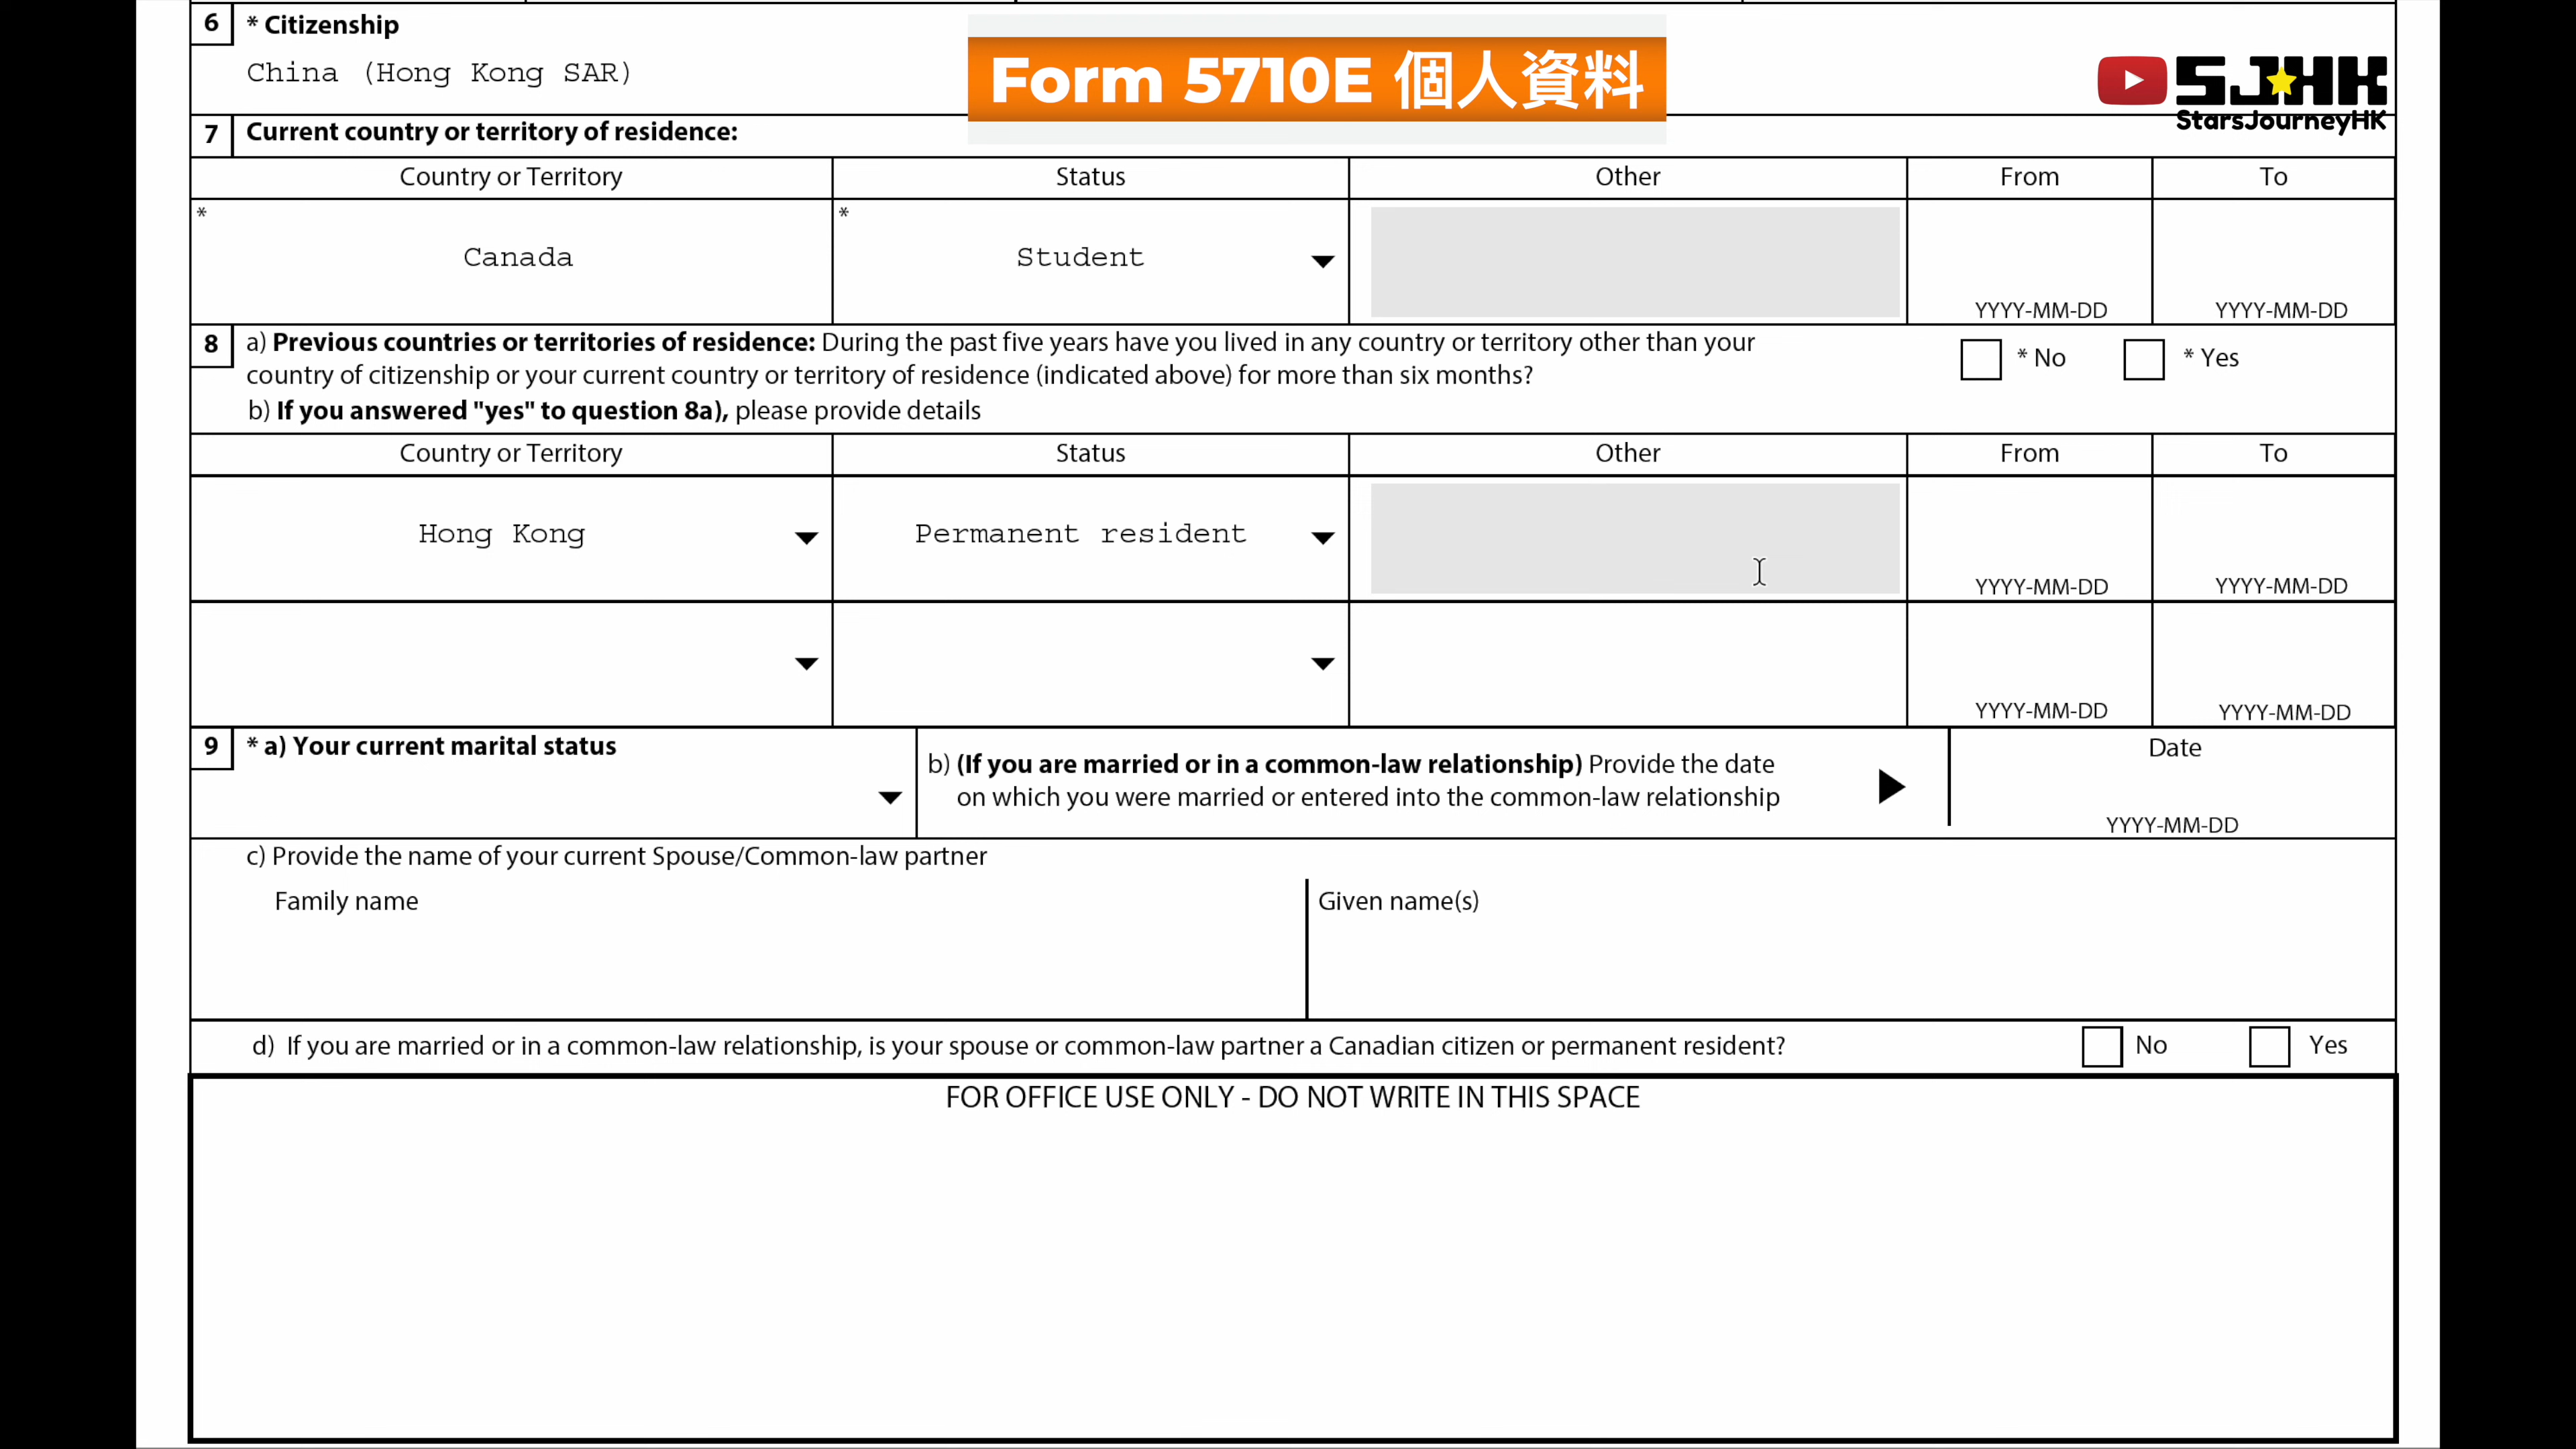 6 * Citizenship
China (Hong Kong SAR)
Form 5710E 個人資料
SJHK
StarsJourneyHK
7 Current country or territory of residence:
Country or Territory Status Other From To
* Canada * Student YYYY-MM-DD YYYY-MM-DD
8 a) Previous countries or territories of residence: During the past five years have you lived in any country or territory other than your
country of citizenship or your current country or territory of residence (indicated above) for more than six months?
* No * Yes
b) If you answered "yes" to question 8a), please provide details
Country or Territory Status Other From To
Hong Kong Permanent resident YYYY-MM-DD YYYY-MM-DD
YYYY-MM-DD YYYY-MM-DD
9 * a) Your current marital status
b) (If you are married or in a common-law relationship) Provide the date
on which you were married or entered into the common-law relationship
Date
YYYY-MM-DD
c) Provide the name of your current Spouse/Common-law partner
Family name Given name(s)
d) If you are married or in a common-law relationship, is your spouse or common-law partner a Canadian citizen or permanent resident? No Yes
FOR OFFICE USE ONLY - DO NOT WRITE IN THIS SPACE